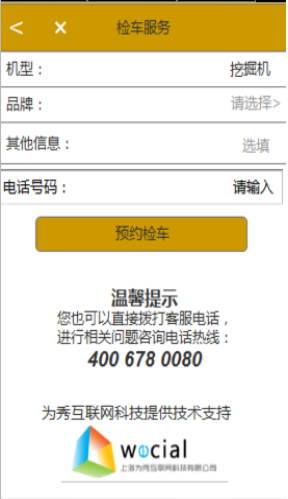 < × 检车服务
机型： 挖掘机
品牌： 请选择>
其他信息： 选填
电话号码： 请输入
预约检车
温馨提示
您也可以直接拨打客服电话，
进行相关问题咨询电话热线：
400 678 0080
为秀互联网科技提供技术支持
wecial
上海为秀互联网科技有限公司